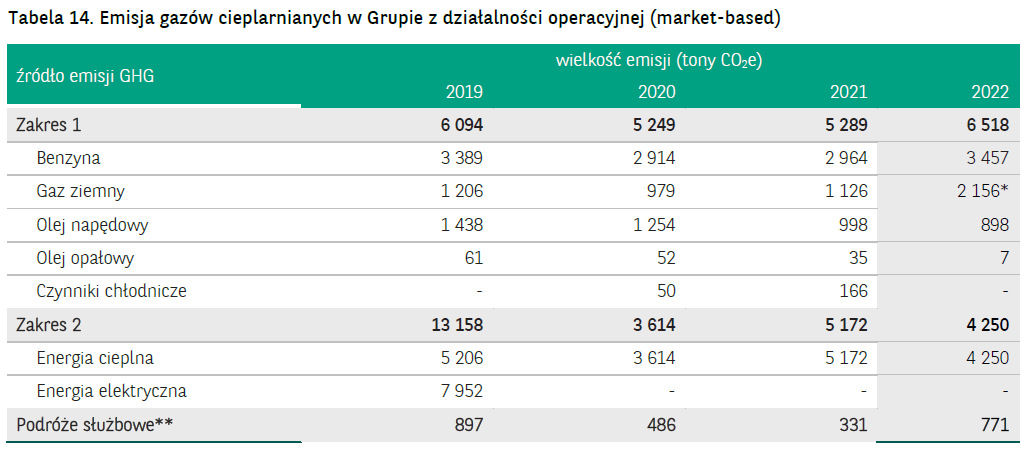 Tabela 14. Emisja gazów cieplarnianych w Grupie z działalności operacyjnej (market-based)
źródło emisji GHG wielkość emisji (tony CO₂e)
2019 2020 2021 2022
Zakres 1 6 094 5 249 5 289 6 518
Benzyna 3 389 2 914 2 964 3 457
Gaz ziemny 1 206 979 1 126 2 156*
Olej napędowy 1 438 1 254 998 898
Olej opałowy 61 52 35 7
Czynniki chłodnicze - 50 166 -
Zakres 2 13 158 3 614 5 172 4 250
Energia cieplna 5 206 3 614 5 172 4 250
Energia elektryczna 7 952 - - -
Podróże służbowe** 897 486 331 771